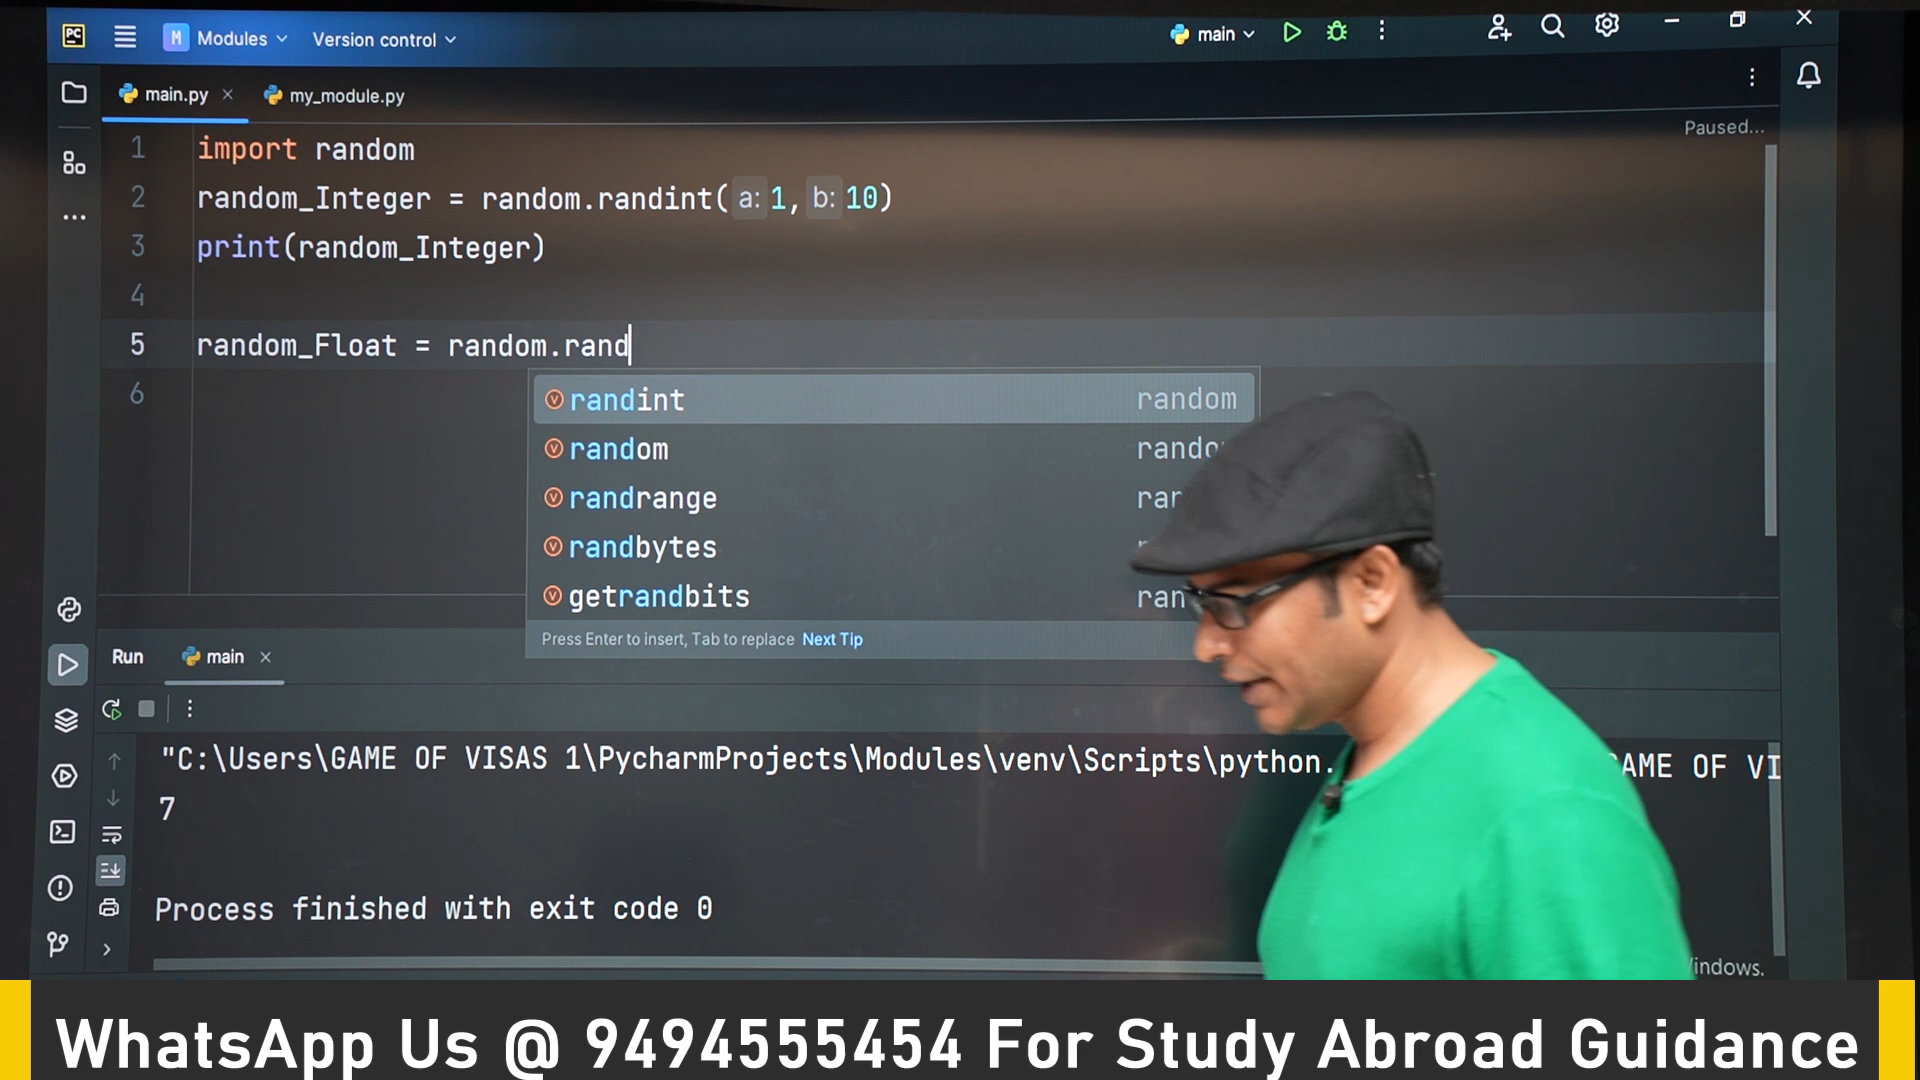 PC M Modules Version control main
main.py my_module.py
Paused...
1 import random
2 random_Integer = random.randint(a:1, b:10)
3 print(random_Integer)
4
5 random_Float = random.rand
6
randint random
random
randrange
randbytes
getrandbits
Press Enter to insert, Tab to replace Next Tip
Run main
"C:\Users\GAME OF VISAS 1\PycharmProjects\Modules\venv\Scripts\python.
7
Process finished with exit code 0
WhatsApp Us @ 9494555454 For Study Abroad Guidance